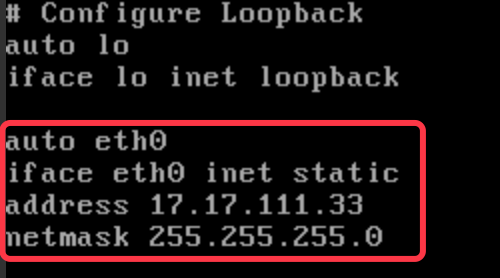 # Configure Loopback
auto lo
iface lo inet loopback
auto eth0
iface eth0 inet static
address 17.17.111.33
netmask 255.255.255.0